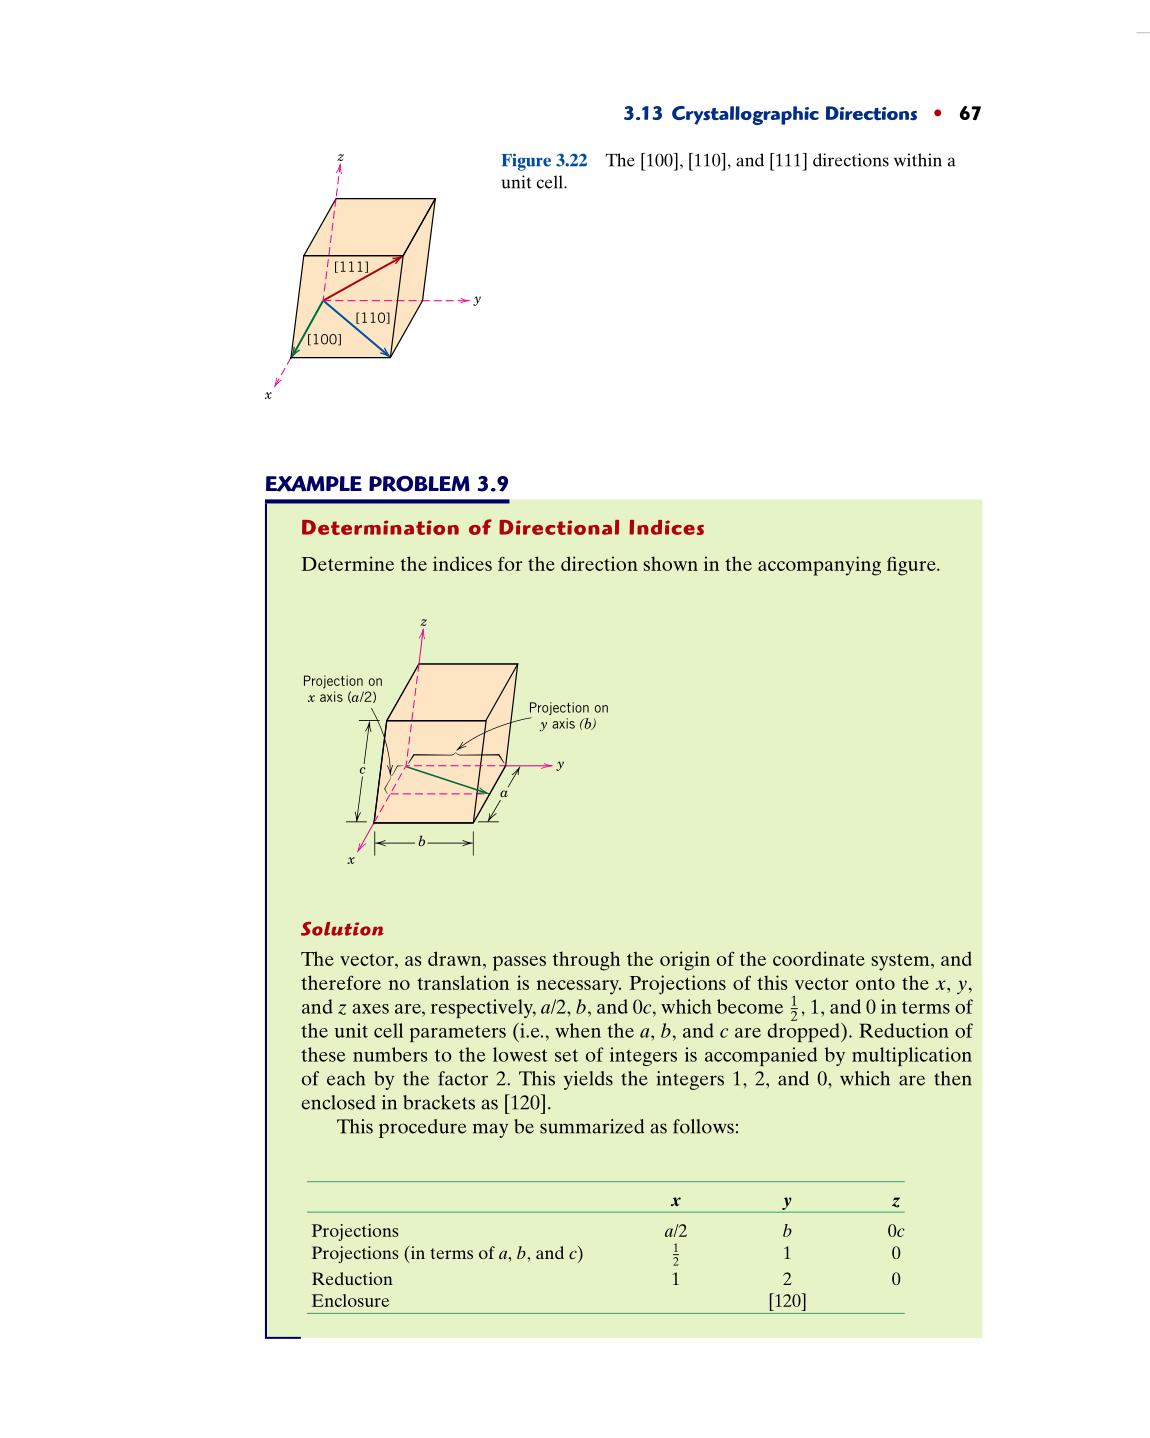 3.13 Crystallographic Directions • 67
Figure 3.22 The [100], [110], and [111] directions within a
unit cell.
z
[111]
y
[110]
[100]
x
EXAMPLE PROBLEM 3.9
Determination of Directional Indices
Determine the indices for the direction shown in the accompanying figure.
z
Projection on
x axis (a/2)
Projection on
y axis (b)
c
y
a
b
x
Solution
The vector, as drawn, passes through the origin of the coordinate system, and
therefore no translation is necessary. Projections of this vector onto the x, y,
and z axes are, respectively, a/2, b, and 0c, which become 1/2, 1, and 0 in terms of
the unit cell parameters (i.e., when the a, b, and c are dropped). Reduction of
these numbers to the lowest set of integers is accompanied by multiplication
of each by the factor 2. This yields the integers 1, 2, and 0, which are then
enclosed in brackets as [120].
This procedure may be summarized as follows:
x y z
Projections a/2 b 0c
Projections (in terms of a, b, and c) 1/2 1 0
Reduction 1 2 0
Enclosure [120]